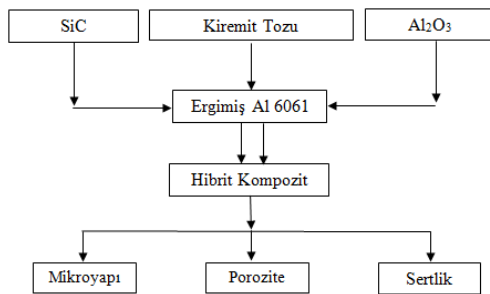 SiC
Kiremit Tozu
Al₂O₃
Ergimiş Al 6061
Hibrit Kompozit
Mikroyapı
Porozite
Sertlik